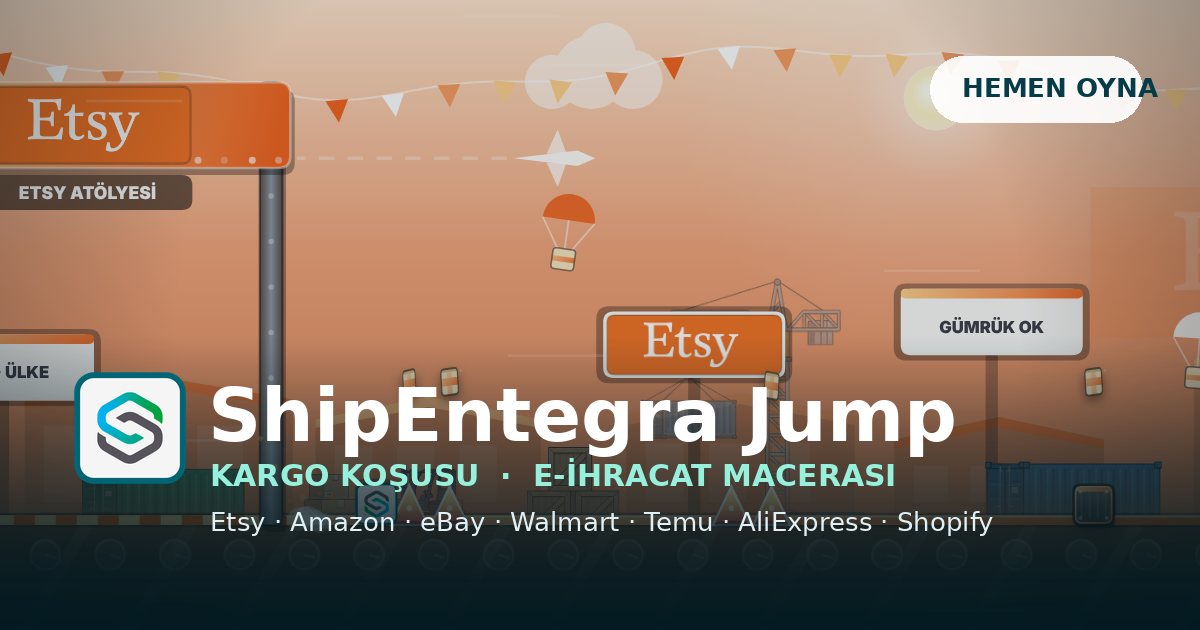 HEMEN OYNA
Etsy
ETSY ATÖLYESİ
Etsy
GÜMRÜK OK
ÜLKE
ShipEntegra Jump
KARGO KOŞUSU · E-İHRACAT MACERASI
Etsy · Amazon · eBay · Walmart · Temu · AliExpress · Shopify